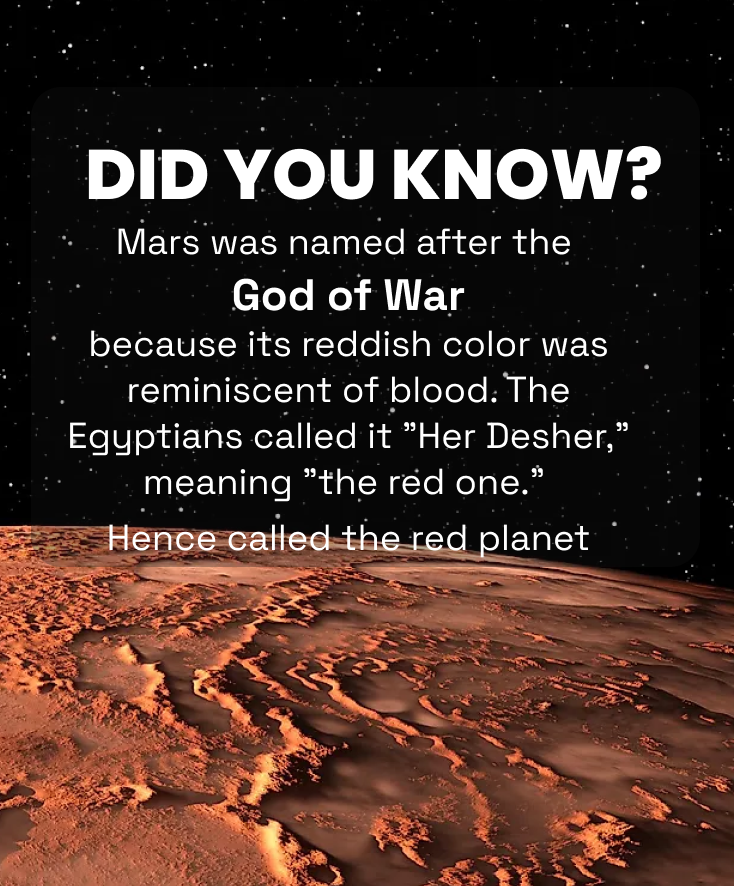 DID YOU KNOW?
Mars was named after the
God of War
because its reddish color was
reminiscent of blood. The
Egyptians called it ”Her Desher,”
meaning ”the red one.”
Hence called the red planet